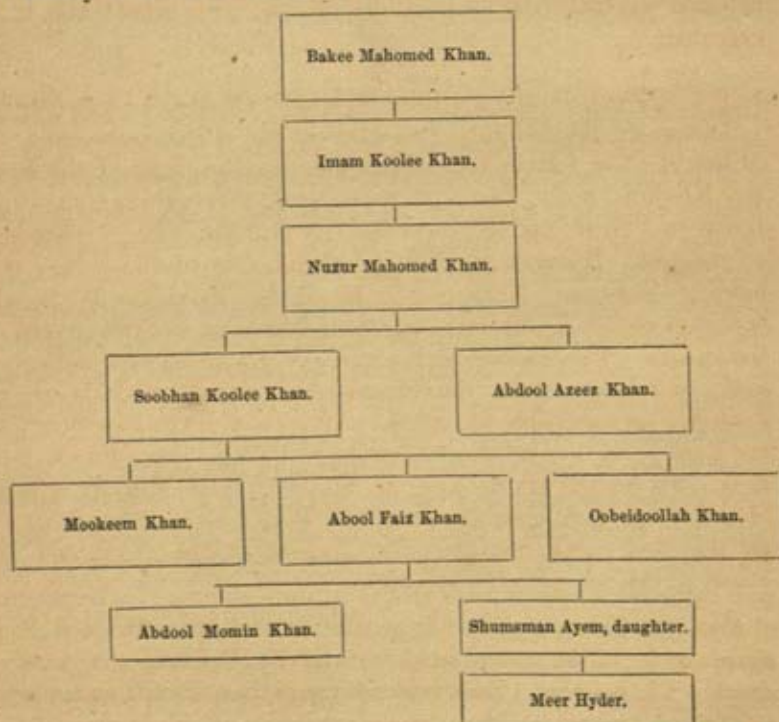 Bakee Mahomed Khan.
Imam Koolee Khan.
Nuzur Mahomed Khan.
Soobhan Koolee Khan.
Abdool Azeez Khan.
Mookeem Khan.
Abool Faiz Khan.
Oobeidoollah Khan.
Abdool Momin Khan.
Shumsman Ayem, daughter.
Meer Hyder.